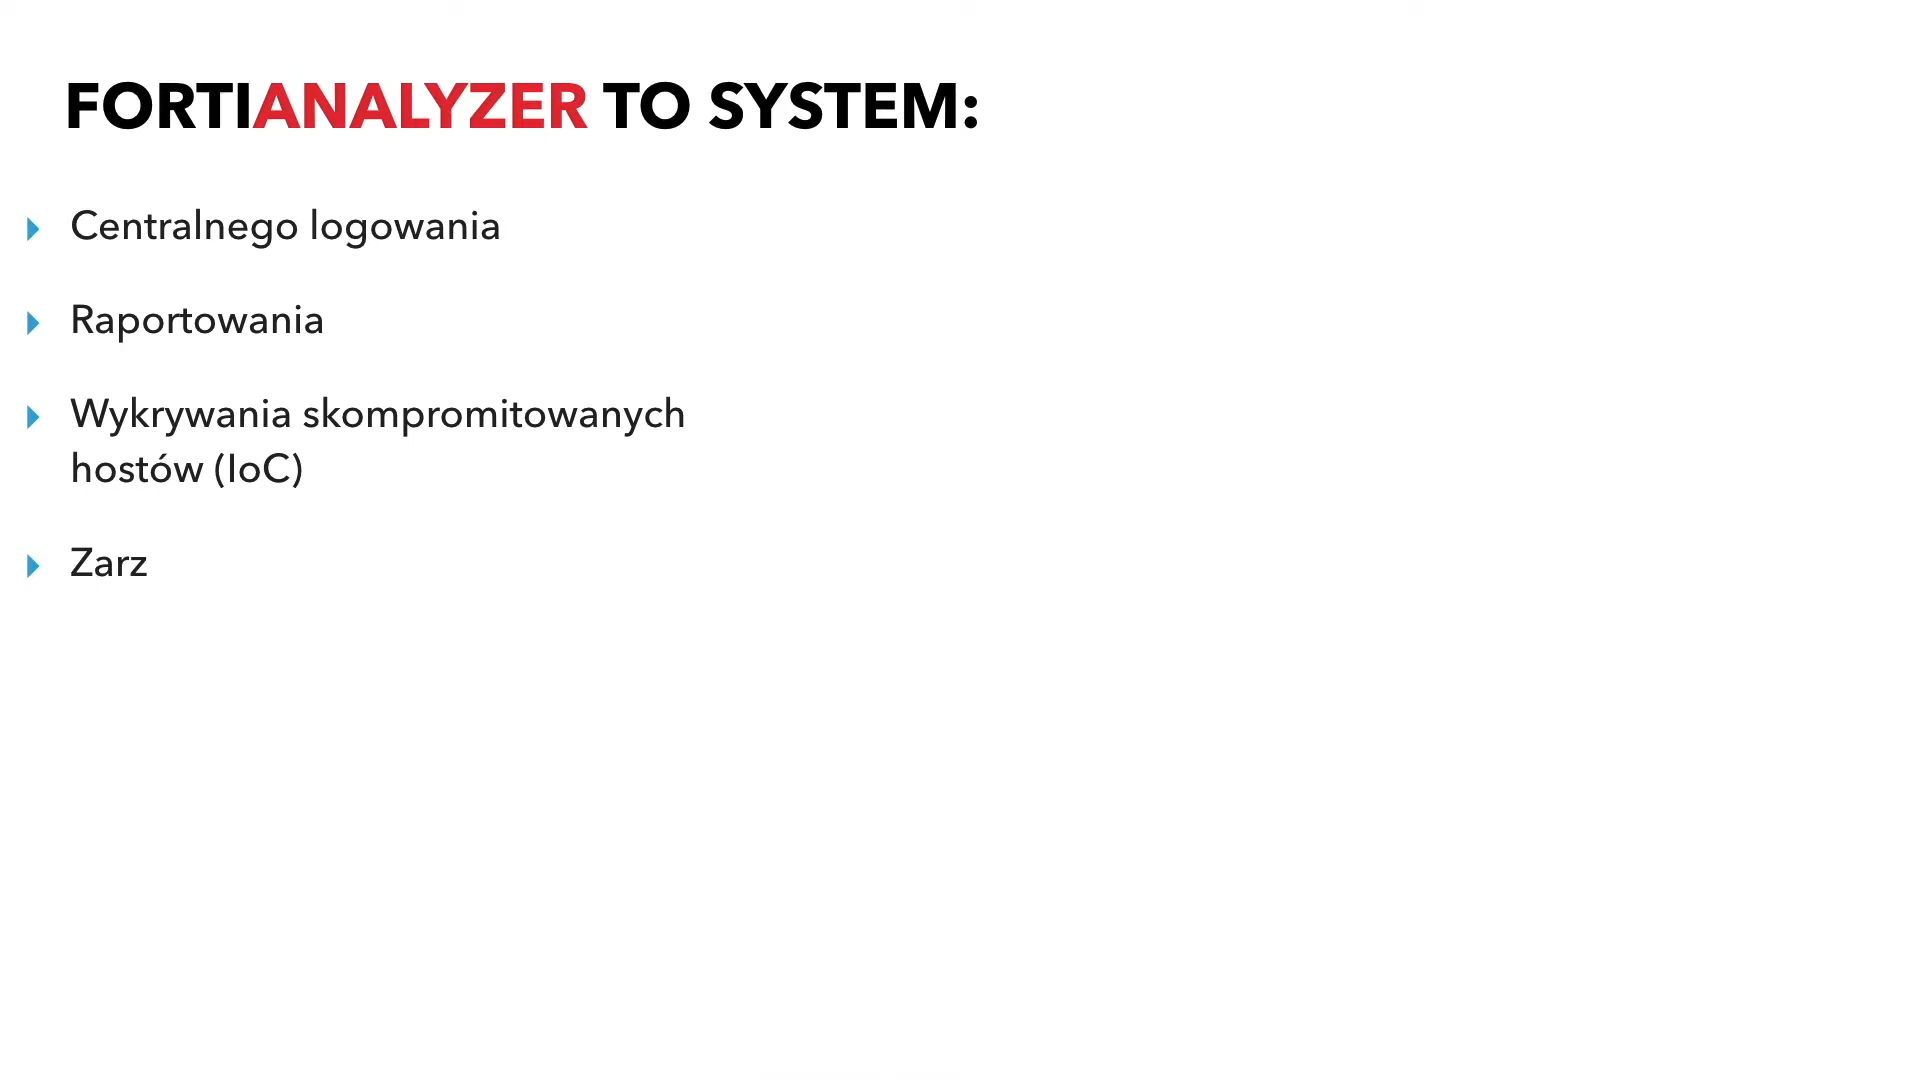 FORTIANALYZER TO SYSTEM:
Centralnego logowania
Raportowania
Wykrywania skompromitowanych
hostów (IoC)
Zarz